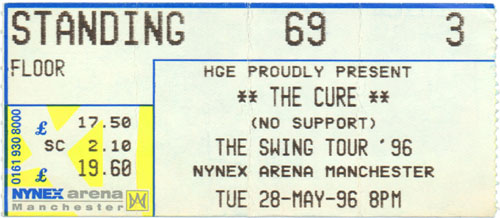 STANDING 69 3
FLOOR
HGE PROUDLY PRESENT
** THE CURE **
(NO SUPPORT)
THE SWING TOUR '96
NYNEX ARENA MANCHESTER
TUE 28-MAY-96 8PM
£ 17.50
SC 2.10
£ 19.60
0161 930 8000
NYNEX arena
Manchester